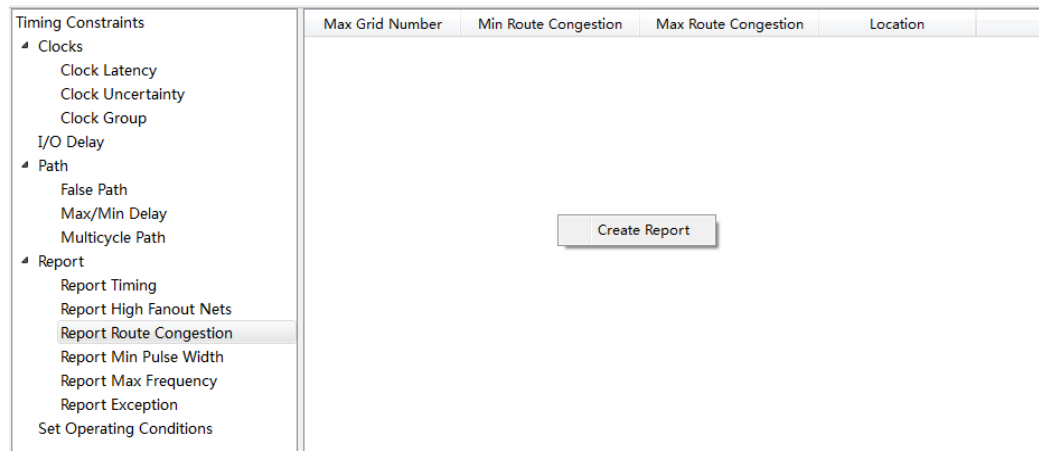 Timing Constraints
Clocks
Clock Latency
Clock Uncertainty
Clock Group
I/O Delay
Path
False Path
Max/Min Delay
Multicycle Path
Report
Report Timing
Report High Fanout Nets
Report Route Congestion
Report Min Pulse Width
Report Max Frequency
Report Exception
Set Operating Conditions
Max Grid Number Min Route Congestion Max Route Congestion Location
Create Report